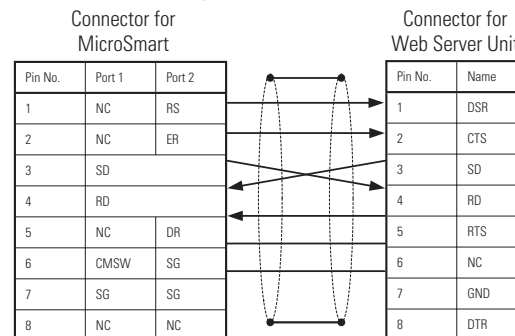 Connector for
MicroSmart
Connector for
Web Server Unit
Pin No. Port 1 Port 2
1 NC RS
2 NC ER
3 SD
4 RD
5 NC DR
6 CMSW SG
7 SG SG
8 NC NC
Pin No. Name
1 DSR
2 CTS
3 SD
4 RD
5 RTS
6 NC
7 GND
8 DTR